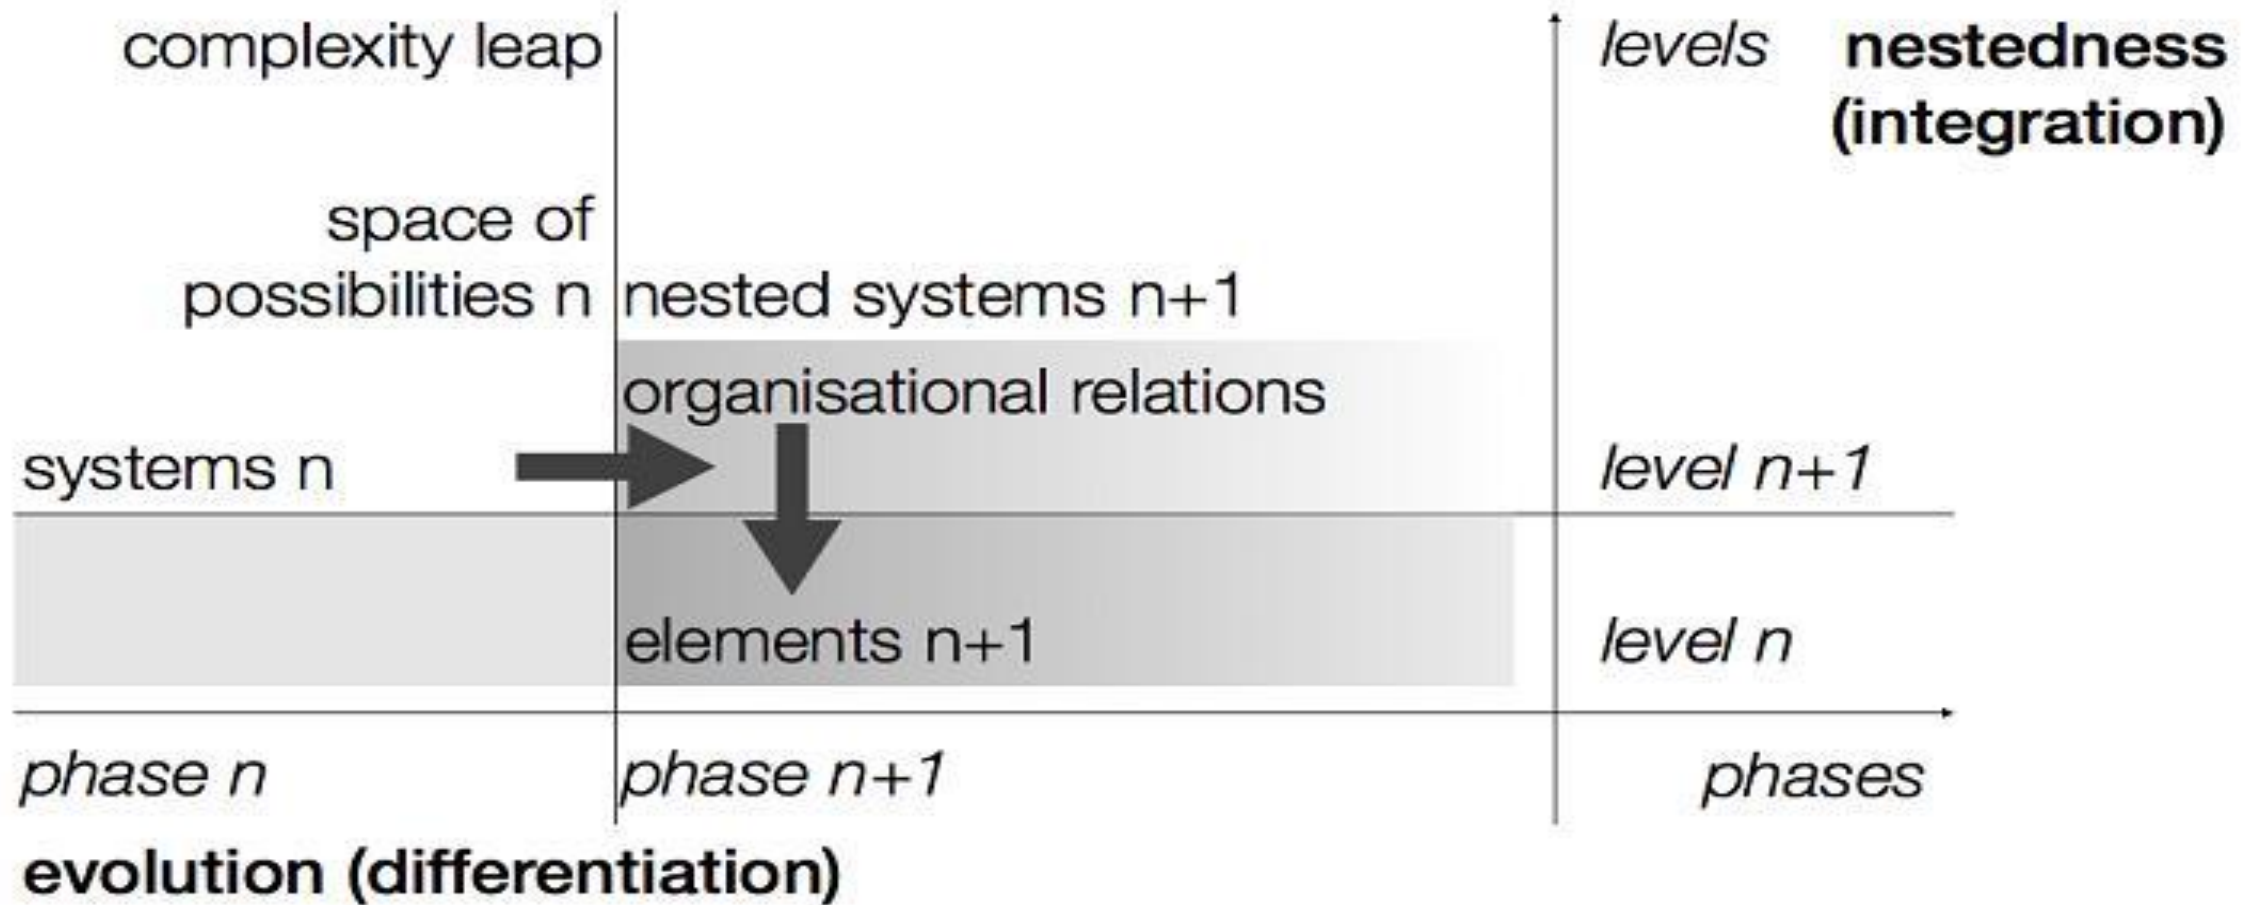 complexity leap
levels
nestedness
(integration)
space of
possibilities n
nested systems n+1
organisational relations
systems n
level n+1
elements n+1
level n
phase n
phase n+1
phases
evolution (differentiation)